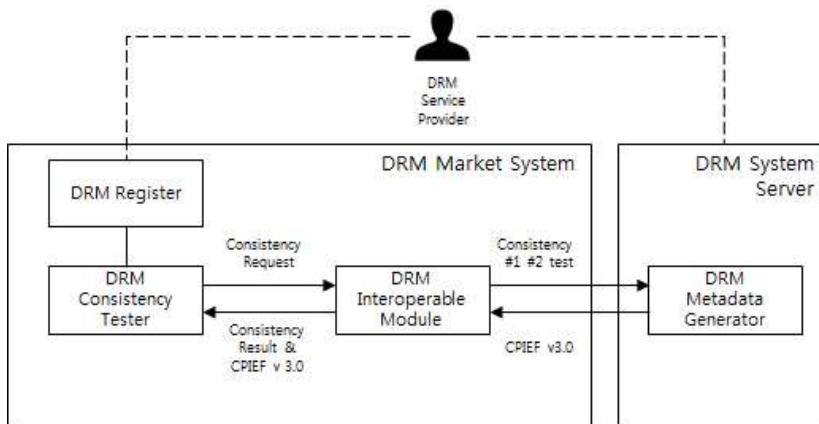 DRM
Service
Provider
DRM Market System
DRM System
Server
DRM Register
Consistency
Request
Consistency
#1 #2 test
DRM
Consistency
Tester
DRM
Interoperable
Module
DRM
Metadada
Generator
Consistency
Result &
CPIEF v 3.0
CPIEF v3.0